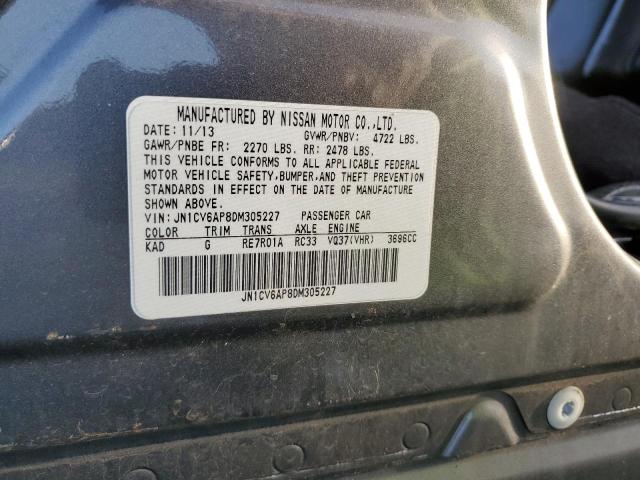 MANUFACTURED BY NISSAN MOTOR CO.,LTD.
DATE: 11/13 GVWR/PNBV: 4722 LBS.
GAWR/PNBE FR: 2270 LBS. RR: 2478 LBS.
THIS VEHICLE CONFORMS TO ALL APPLICABLE FEDERAL
MOTOR VEHICLE SAFETY,BUMPER,AND THEFT PREVENTION
STANDARDS IN EFFECT ON THE DATE OF MANUFACTURE
SHOWN ABOVE.
VIN: JN1CV6AP8DM305227 PASSENGER CAR
COLOR TRIM TRANS AXLE ENGINE
KAD G RE7R01A RC33 VQ37(VHR) 3696CC
JN1CV6AP8DM305227